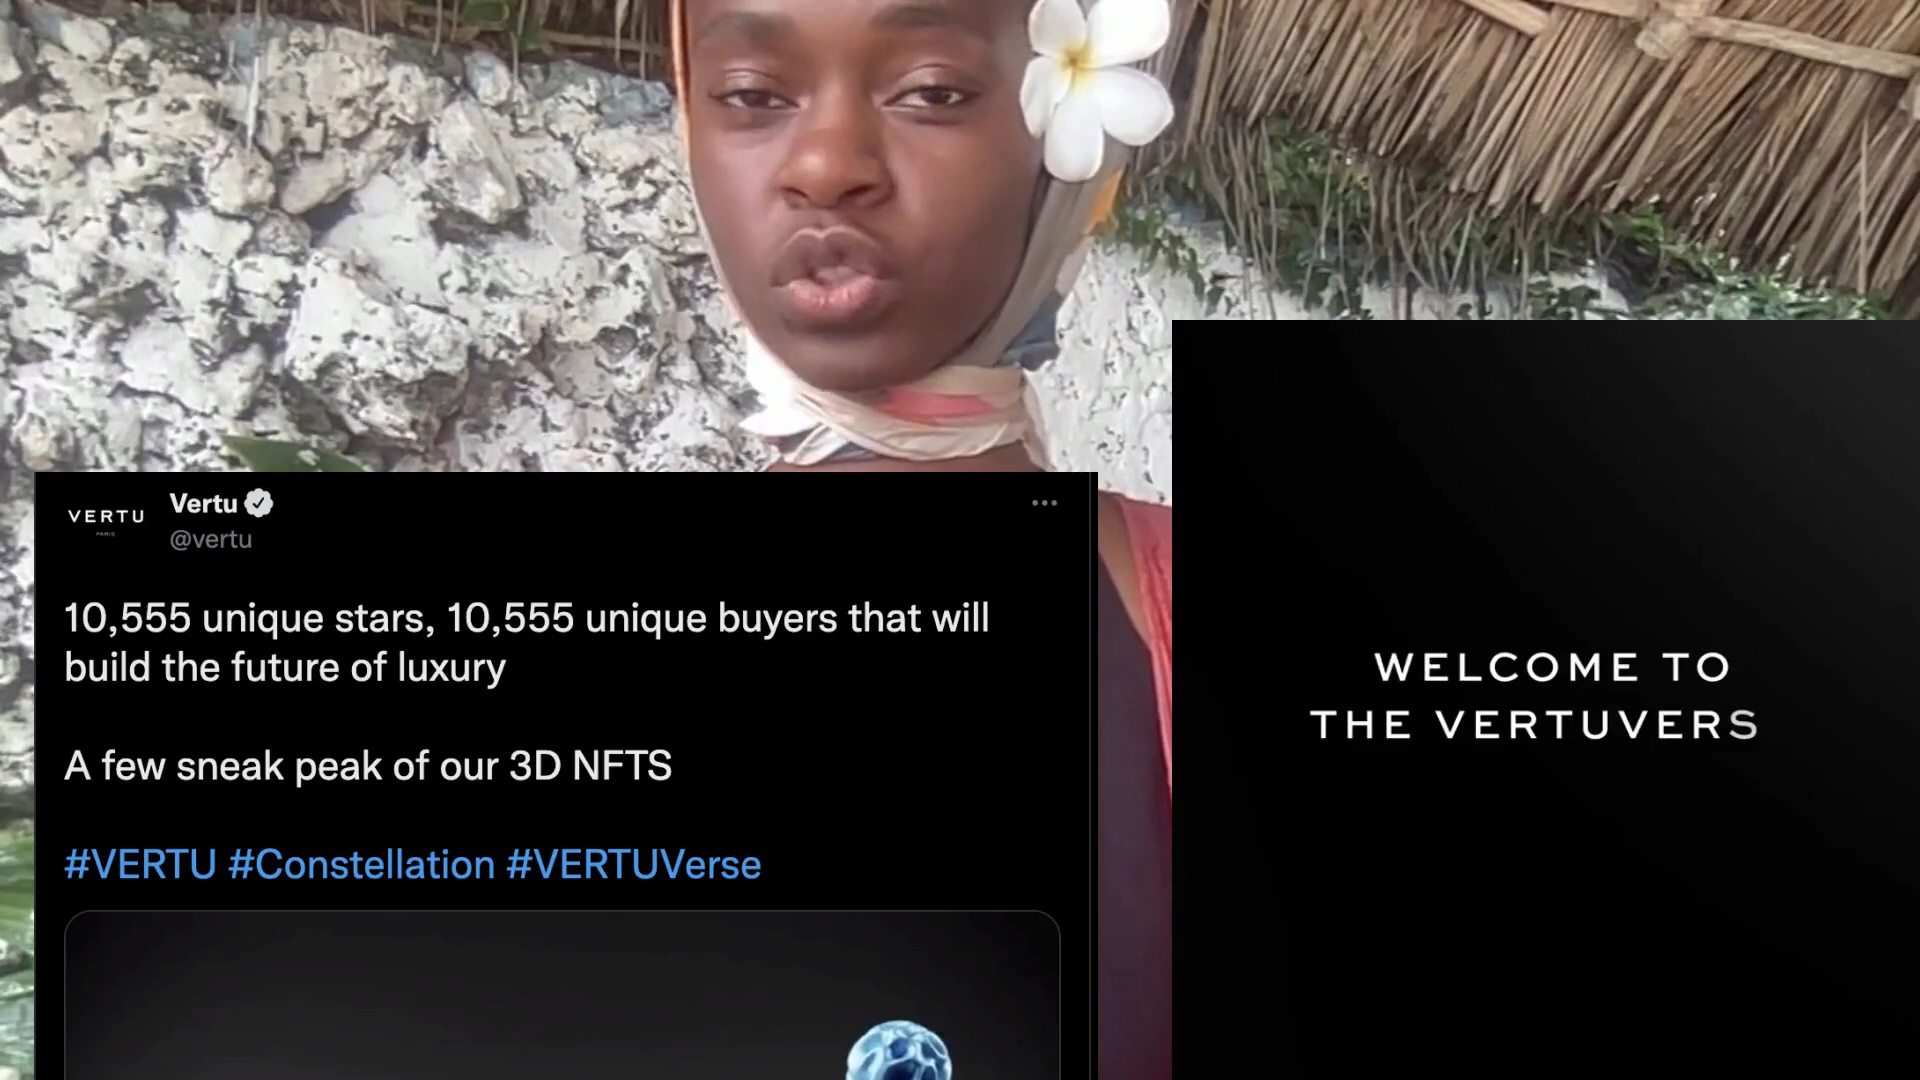 VERTU
PARIS
Vertu
@vertu
10,555 unique stars, 10,555 unique buyers that will
build the future of luxury
A few sneak peak of our 3D NFTS
#VERTU #Constellation #VERTUVerse
WELCOME TO
THE VERTUVERS